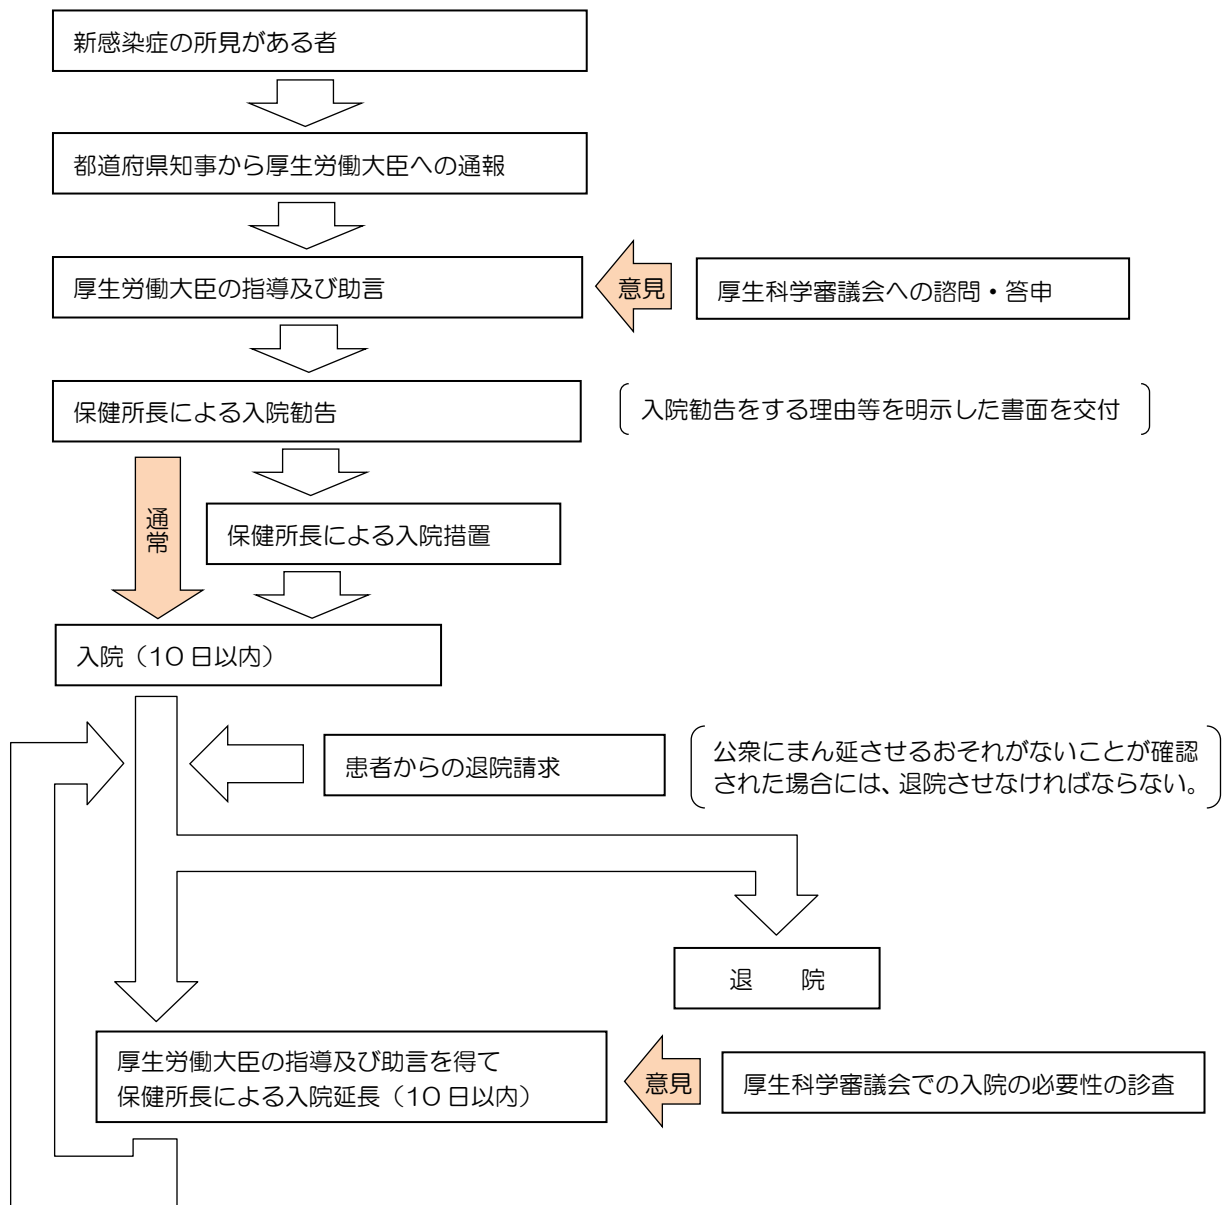 新感染症の所見がある者
都道府県知事から厚生労働大臣への通報
厚生労働大臣の指導及び助言
意見
厚生科学審議会への諮問・答申
保健所長による入院勧告
入院勧告をする理由等を明示した書面を交付
通常
保健所長による入院措置
入院（10日以内）
患者からの退院請求
公衆にまん延させるおそれがないことが確認
された場合には、退院させなければならない。
退　院
厚生労働大臣の指導及び助言を得て
保健所長による入院延長（10日以内）
意見
厚生科学審議会での入院の必要性の診査